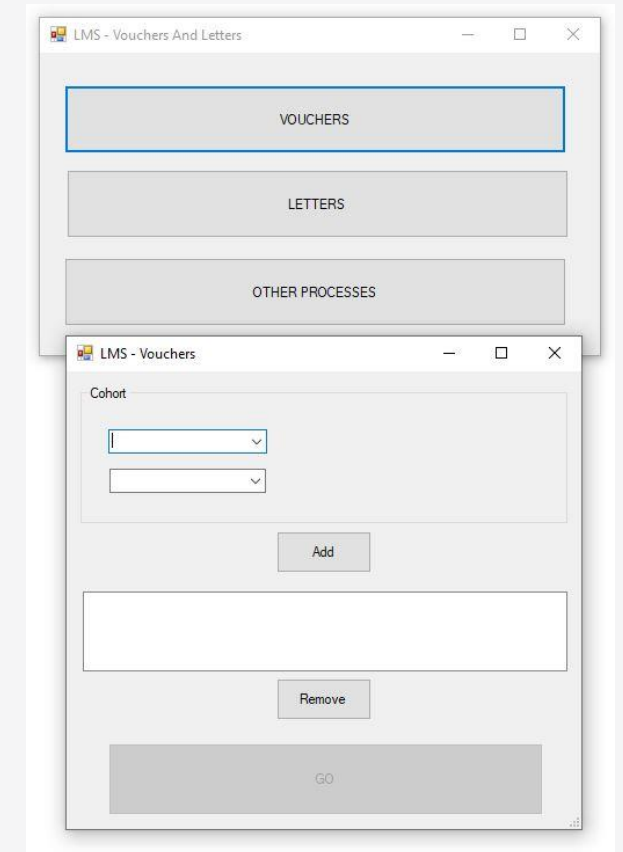 LMS - Vouchers And Letters
VOUCHERS
LETTERS
OTHER PROCESSES
LMS - Vouchers
Cohort
Add
Remove
GO